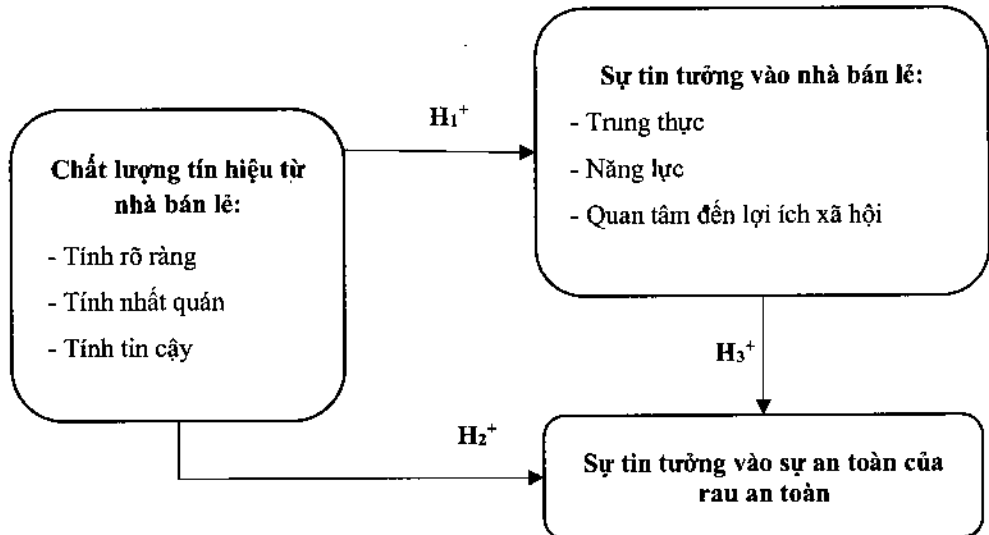 Chất lượng tín hiệu từ
nhà bán lẻ:
- Tính rõ ràng
- Tính nhất quán
- Tính tin cậy
H₁⁺
Sự tin tưởng vào nhà bán lẻ:
- Trung thực
- Năng lực
- Quan tâm đến lợi ích xã hội
H₃⁺
H₂⁺
Sự tin tưởng vào sự an toàn của
rau an toàn